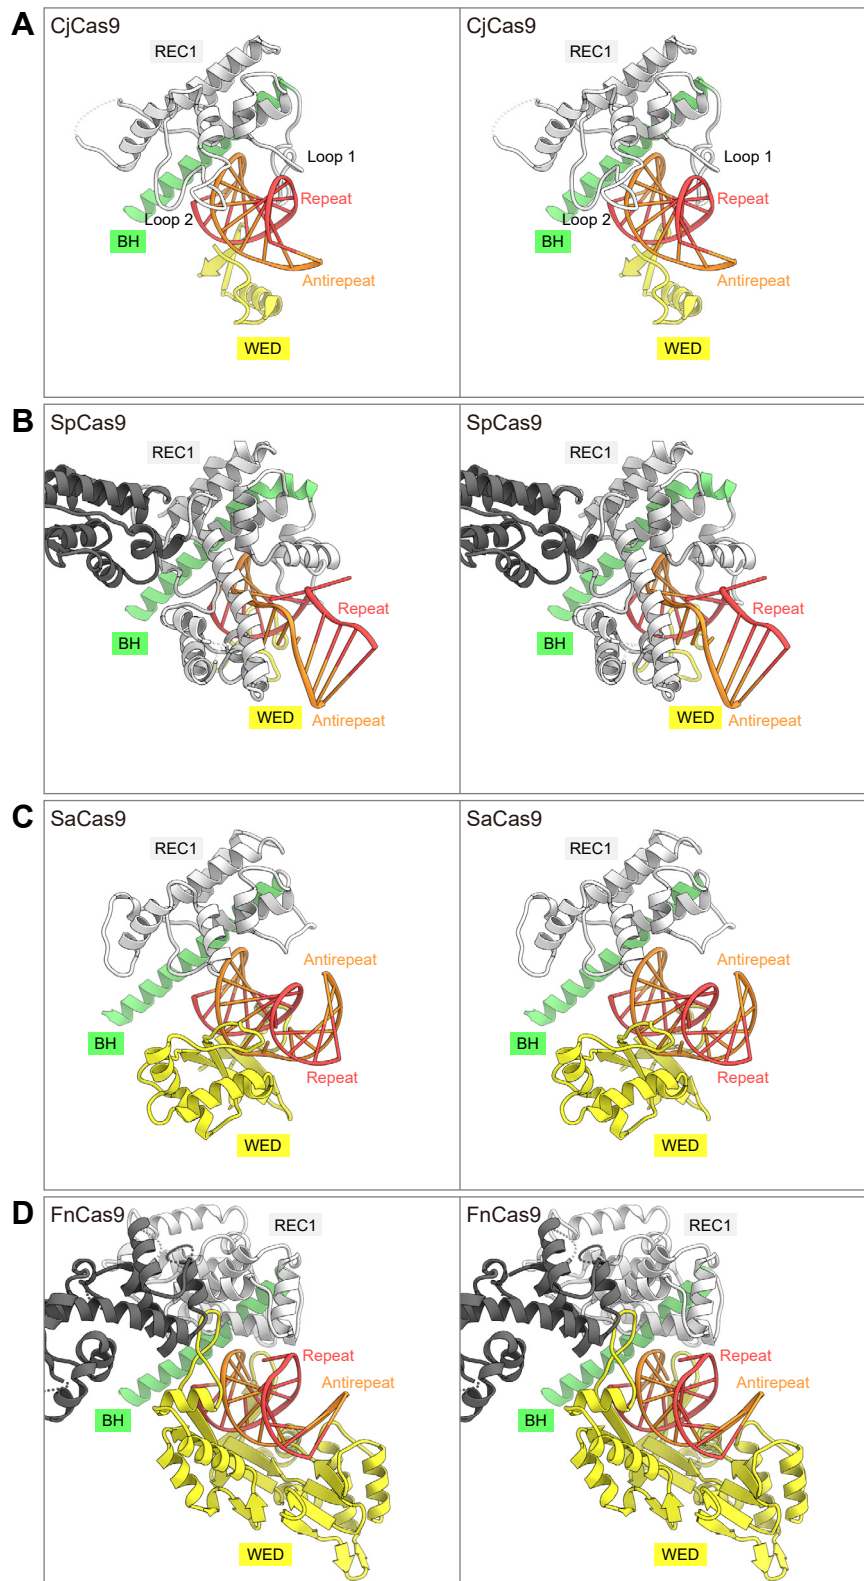 A
CjCas9
CjCas9
REC1
REC1
Loop 1
Loop 1
Repeat
Repeat
Loop 2
Loop 2
BH
BH
Antirepeat
Antirepeat
WED
WED
B
SpCas9
SpCas9
REC1
REC1
Repeat
Repeat
BH
BH
WED
Antirepeat
WED
Antirepeat
C
SaCas9
SaCas9
REC1
REC1
Antirepeat
Antirepeat
BH
BH
Repeat
Repeat
WED
WED
D
FnCas9
FnCas9
REC1
REC1
Repeat
Repeat
Antirepeat
Antirepeat
BH
BH
WED
WED